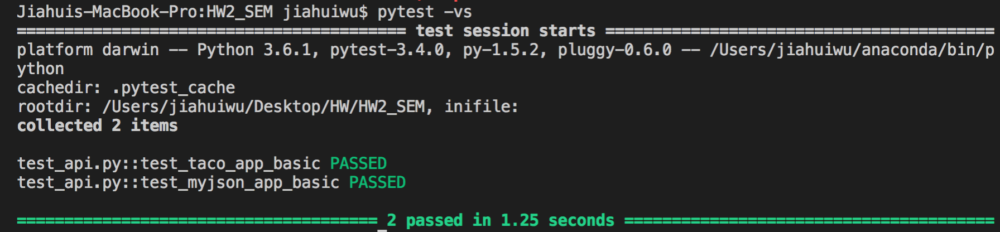 Jiahuis-MacBook-Pro:HW2_SEM jiahuiwu$ pytest -vs
========================================= test session starts =========================================
platform darwin -- Python 3.6.1, pytest-3.4.0, py-1.5.2, pluggy-0.6.0 -- /Users/jiahuiwu/anaconda/bin/p
ython
cachedir: .pytest_cache
rootdir: /Users/jiahuiwu/Desktop/HW/HW2_SEM, inifile:
collected 2 items
test_api.py::test_taco_app_basic PASSED
test_api.py::test_myjson_app_basic PASSED
====================================== 2 passed in 1.25 seconds =======================================